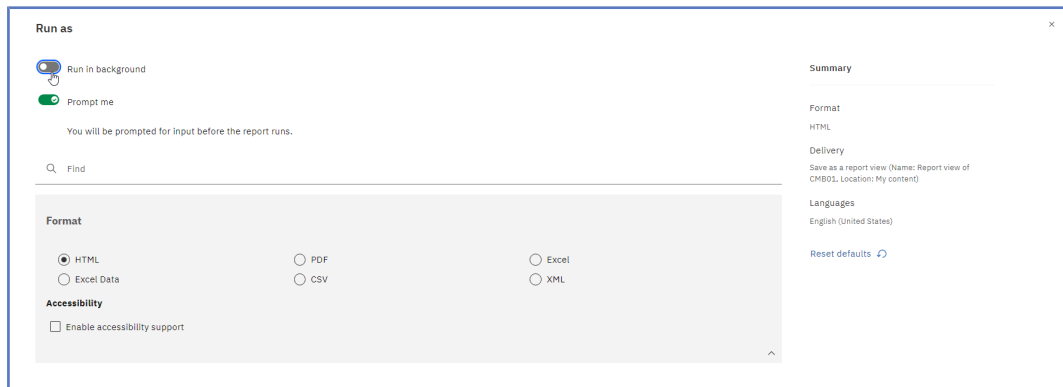 Run as
Run in background
Prompt me
You will be prompted for input before the report runs.
Find
Format
HTML
PDF
Excel
Excel Data
CSV
XML
Accessibility
Enable accessibility support
Summary
Format
HTML
Delivery
Save as a report view (Name: Report view of
CMB01. Location: My content)
Languages
English (United States)
Reset defaults